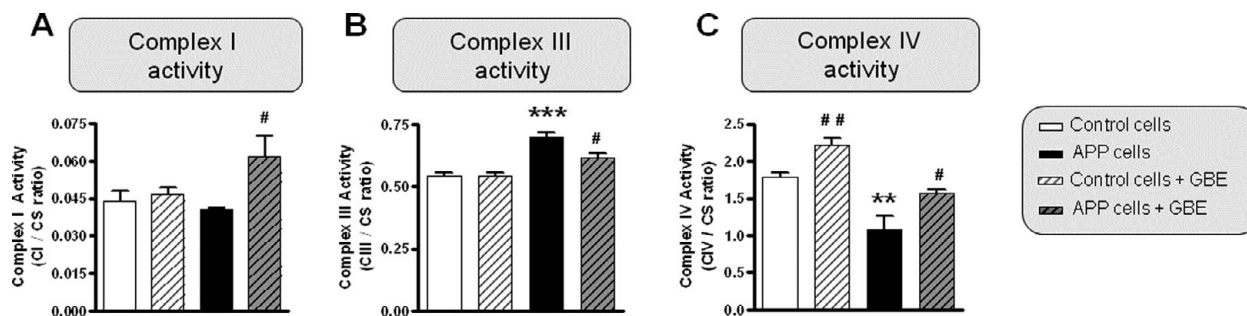 A
Complex I
activity
Complex I Activity
(CI / CS ratio)
0.075
0.060
0.045
0.030
0.015
0.000
#
B
Complex III
activity
Complex III Activity
(CIII / CS ratio)
0.75
0.50
0.25
0.00
***
#
C
Complex IV
activity
Complex IV Activity
(CIV / CS ratio)
2.5
2.0
1.5
1.0
0.5
0.0
# #
**
#
Control cells
APP cells
Control cells + GBE
APP cells + GBE